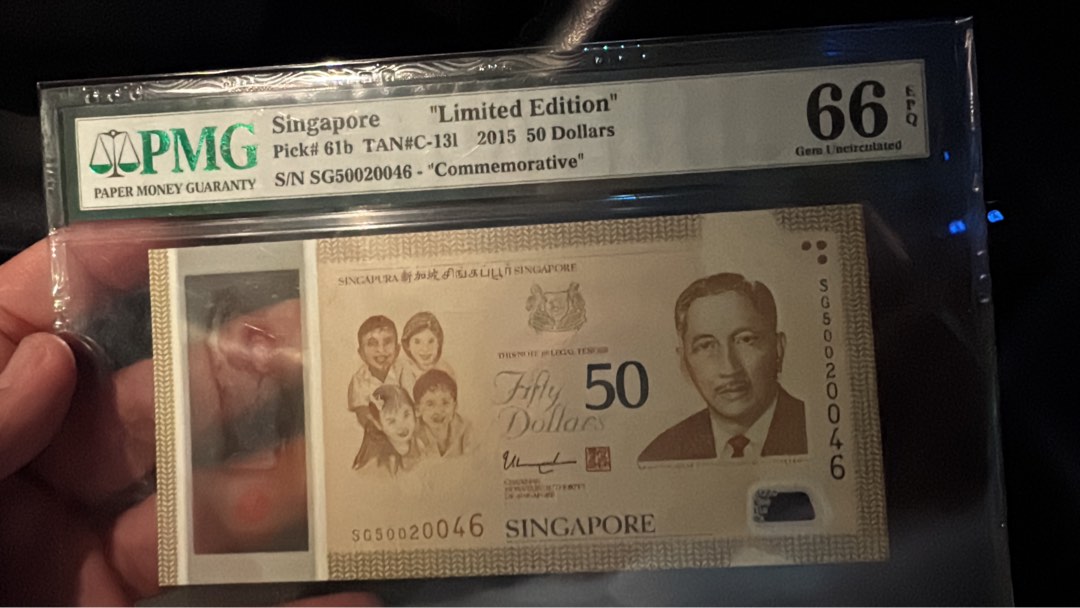 PMG
PAPER MONEY GUARANTY
Singapore "Limited Edition"
Pick# 61b TAN#C-13l 2015 50 Dollars
S/N SG50020046 - "Commemorative"
66
EPQ
Gem Uncirculated
SINGAPURA 新加坡 சிங்கப்பூர் SINGAPORE
THIS NOTE IS LEGAL TENDER
Fifty
Dollars
50
SG50020046
SG50020046
SINGAPORE